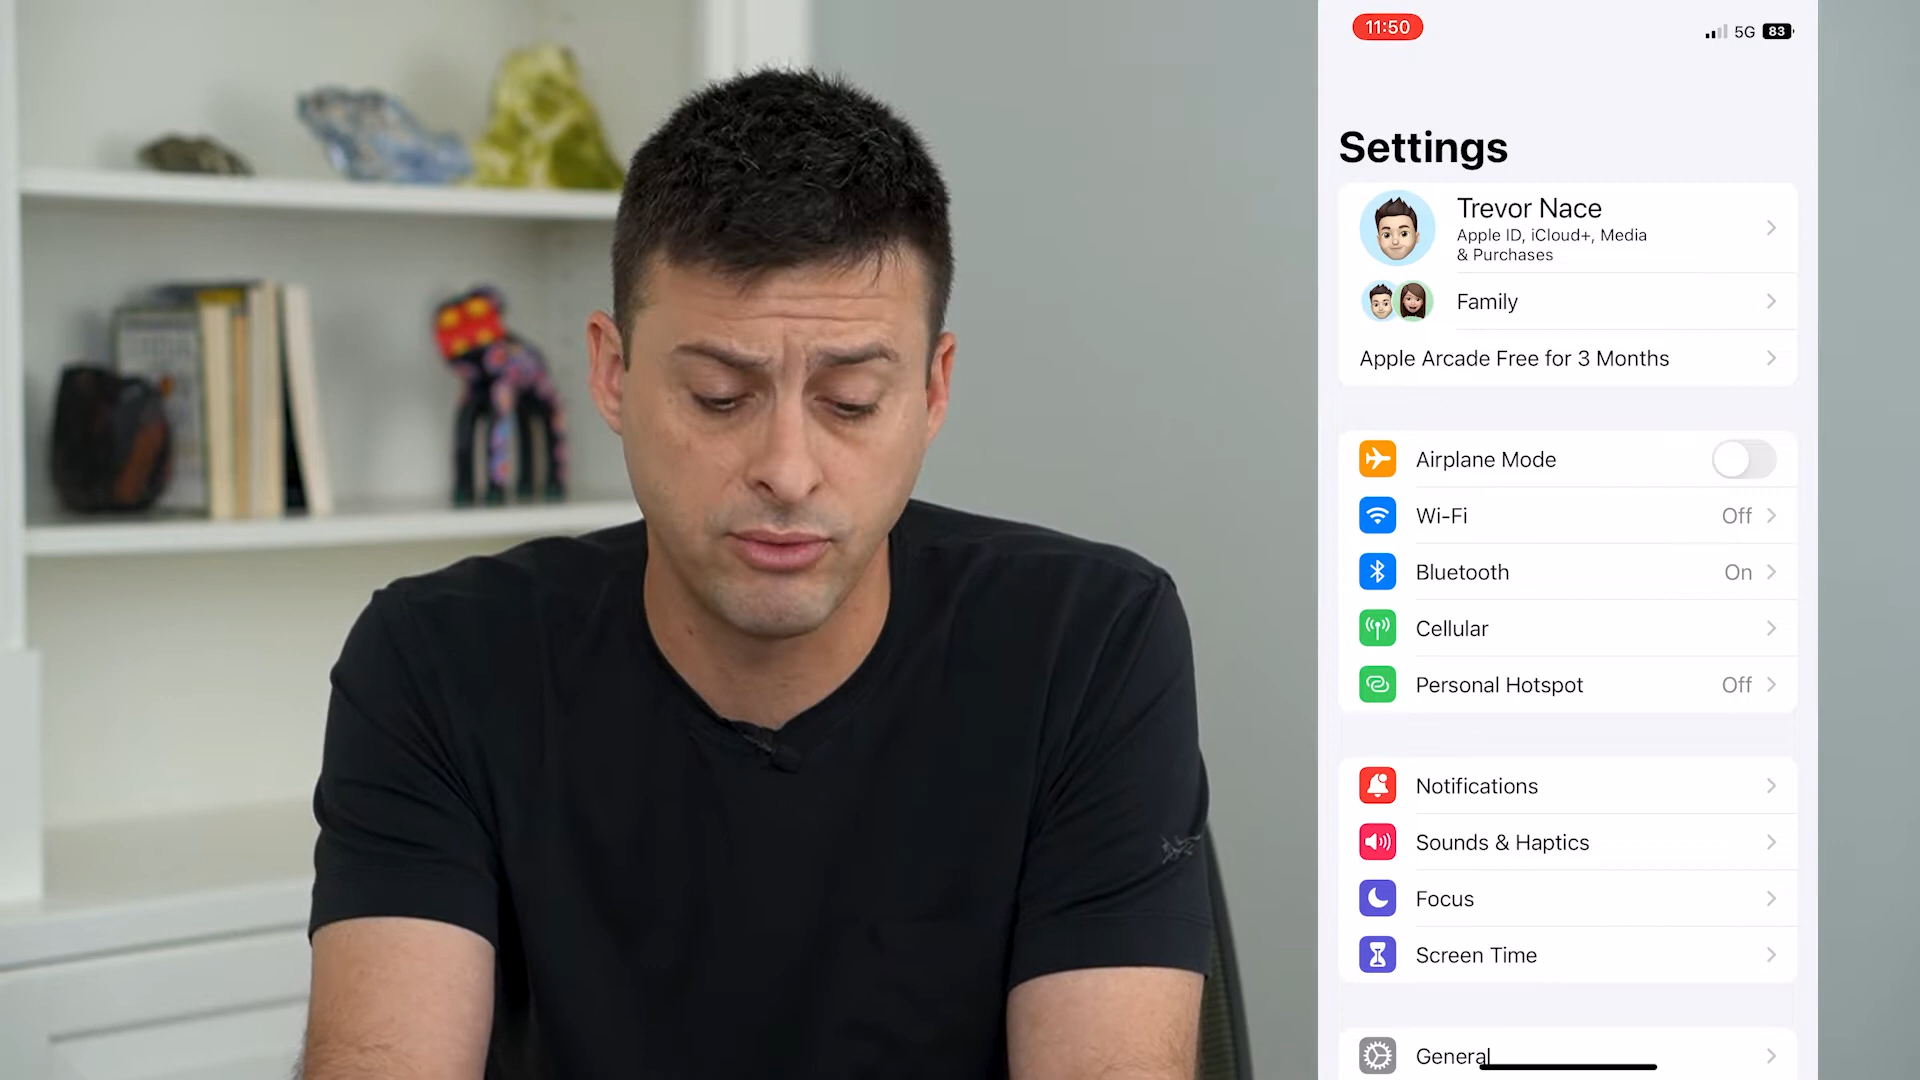 11:50
5G 83
Settings
Trevor Nace
Apple ID, iCloud+, Media
& Purchases
Family
Apple Arcade Free for 3 Months
Airplane Mode
Wi-Fi Off
Bluetooth On
Cellular
Personal Hotspot Off
Notifications
Sounds & Haptics
Focus
Screen Time
General